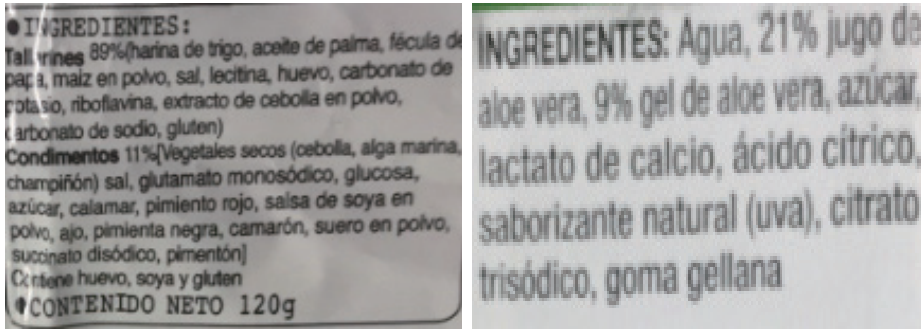 INGREDIENTES:
Tallarines 89%(harina de trigo, aceite de palma, fécula de
papa, maiz en polvo, sal, lecitina, huevo, carbonato de
potasio, riboflavina, extracto de cebolla en polvo,
carbonato de sodio, gluten)
Condimentos 11%[Vegetales secos (cebolla, alga marina,
champiñón) sal, glutamato monosódico, glucosa,
azúcar, calamar, pimiento rojo, salsa de soya en
polvo, ajo, pimienta negra, camarón, suero en polvo,
succinato disódico, pimentón]
Contiene huevo, soya y gluten
CONTENIDO NETO 120g
INGREDIENTES: Agua, 21% jugo de
aloe vera, 9% gel de aloe vera, azúcar,
lactato de calcio, ácido cítrico,
saborizante natural (uva), citrato
trisódico, goma gellana